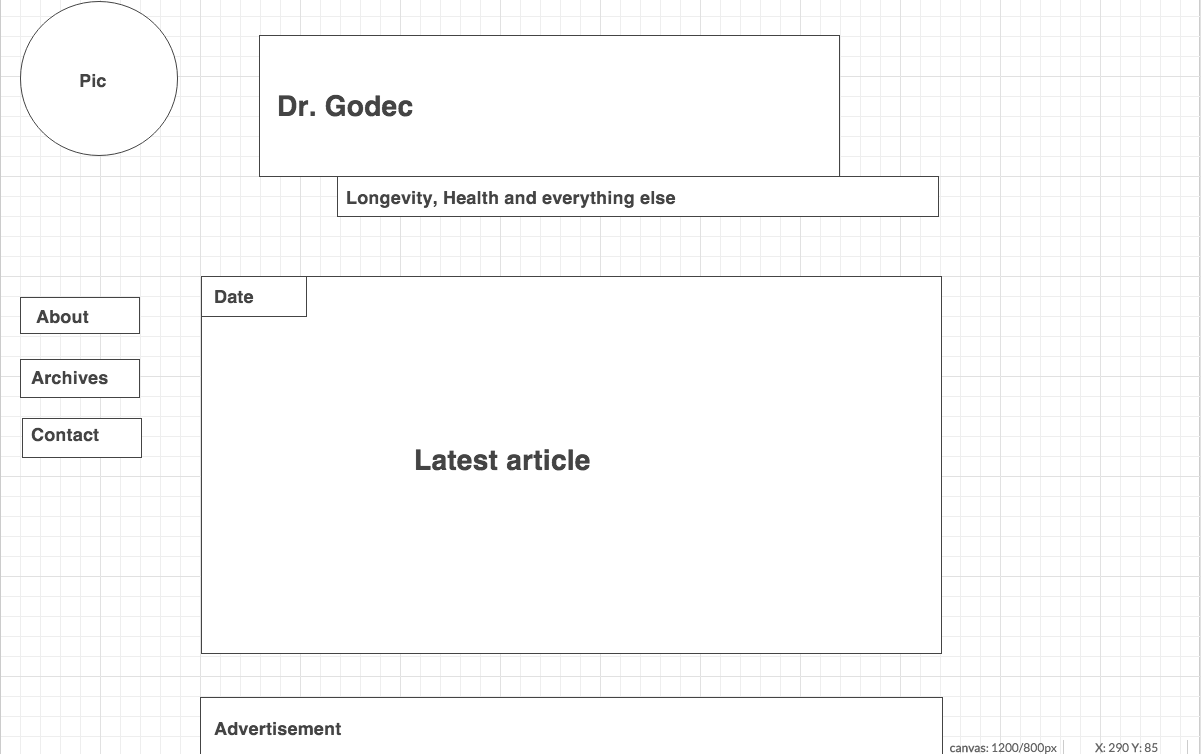 Pic
Dr. Godec
Longevity, Health and everything else
Date
About
Archives
Contact
Latest article
Advertisement
canvas: 1200/800px
X: 290 Y: 85